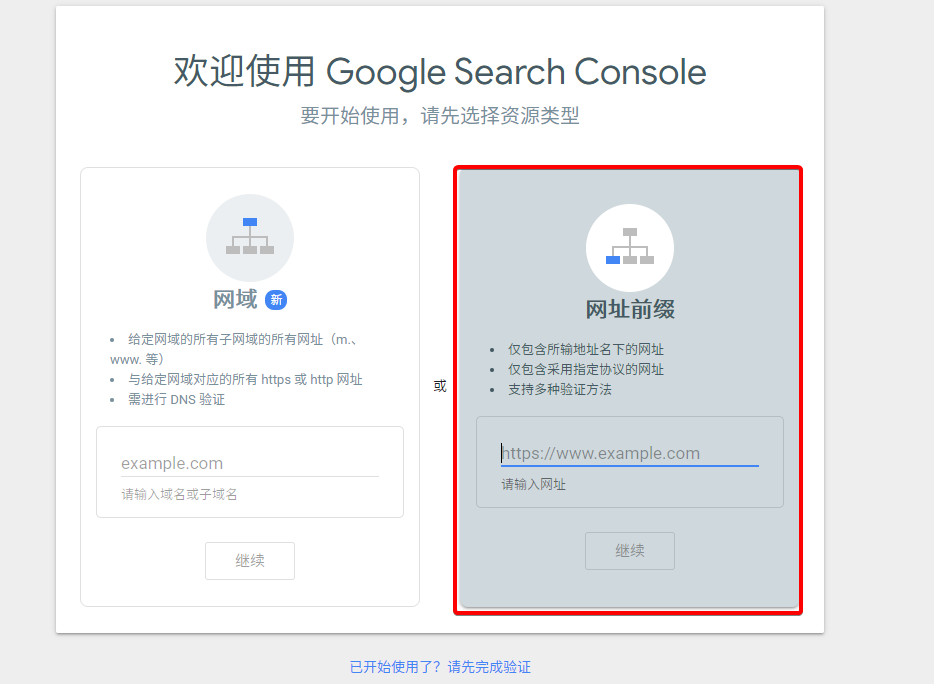 欢迎使用 Google Search Console
要开始使用，请先选择资源类型
网域 新
• 给定网域的所有子网域的所有网址（m.、
www. 等）
• 与给定网域对应的所有 https 或 http 网址
• 需进行 DNS 验证
example.com
请输入域名或子域名
继续
或
网址前缀
• 仅包含所输地址名下的网址
• 仅包含采用指定协议的网址
• 支持多种验证方法
https://www.example.com
请输入网址
继续
已开始使用了？请先完成验证